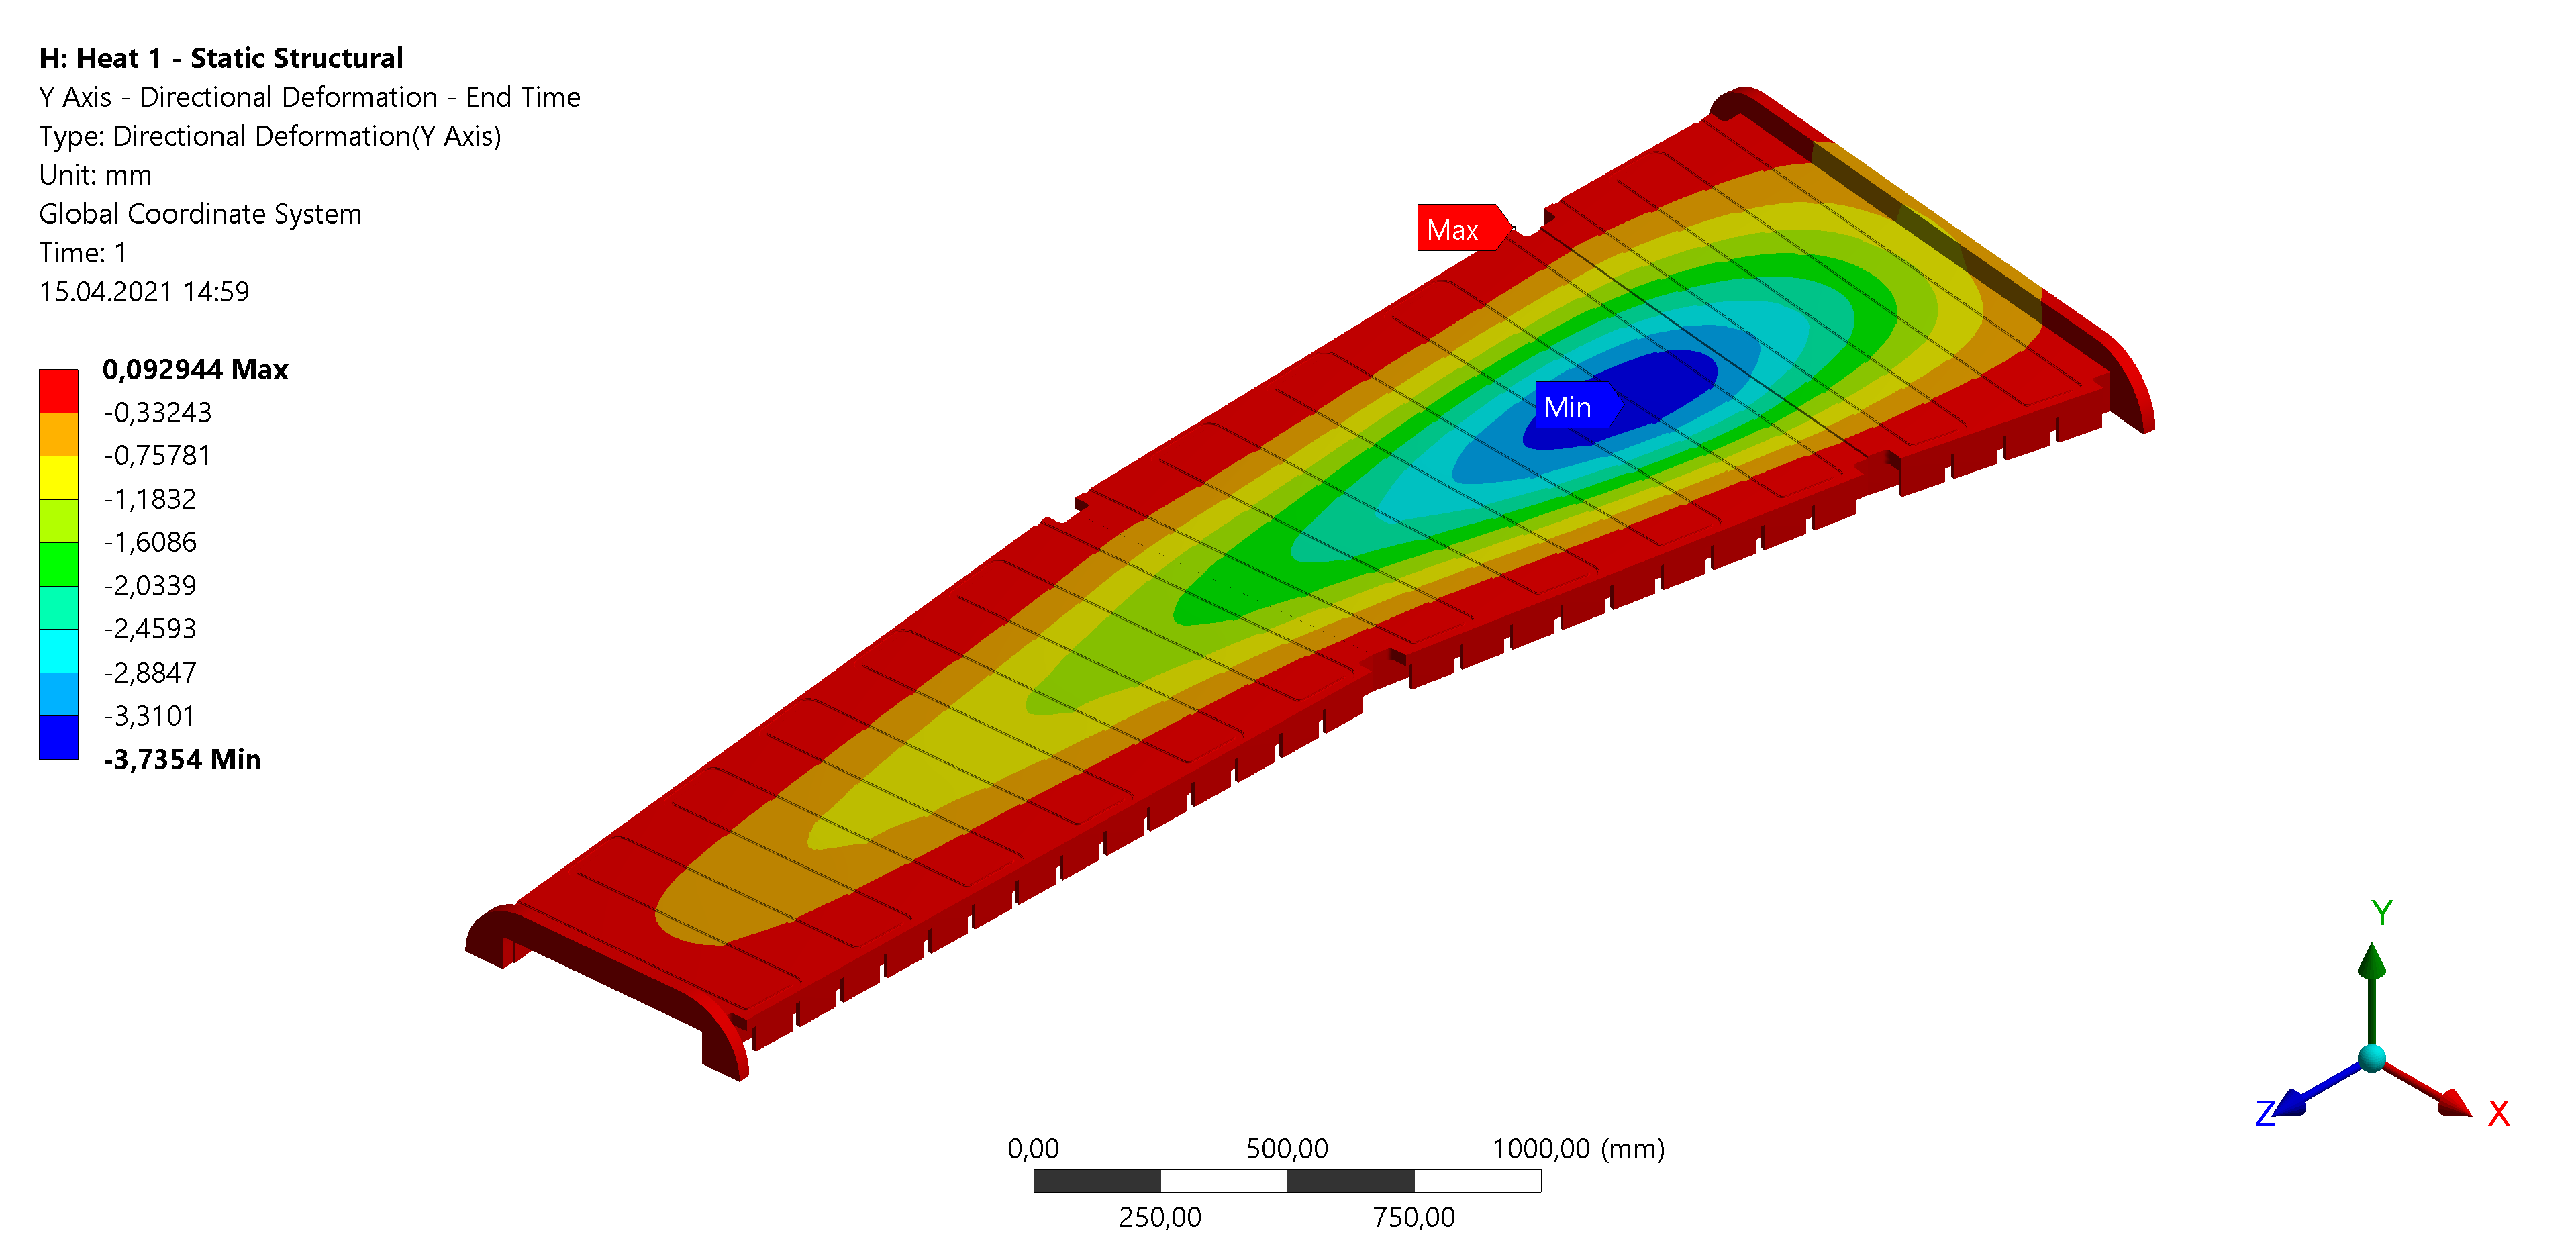 H: Heat 1 - Static Structural
Y Axis - Directional Deformation - End Time
Type: Directional Deformation(Y Axis)
Unit: mm
Global Coordinate System
Time: 1
15.04.2021 14:59
0,092944 Max
-0,33243
-0,75781
-1,1832
-1,6086
-2,0339
-2,4593
-2,8847
-3,3101
-3,7354 Min
Max
Min
Y
Z
X
0,00 500,00 1000,00 (mm)
250,00 750,00